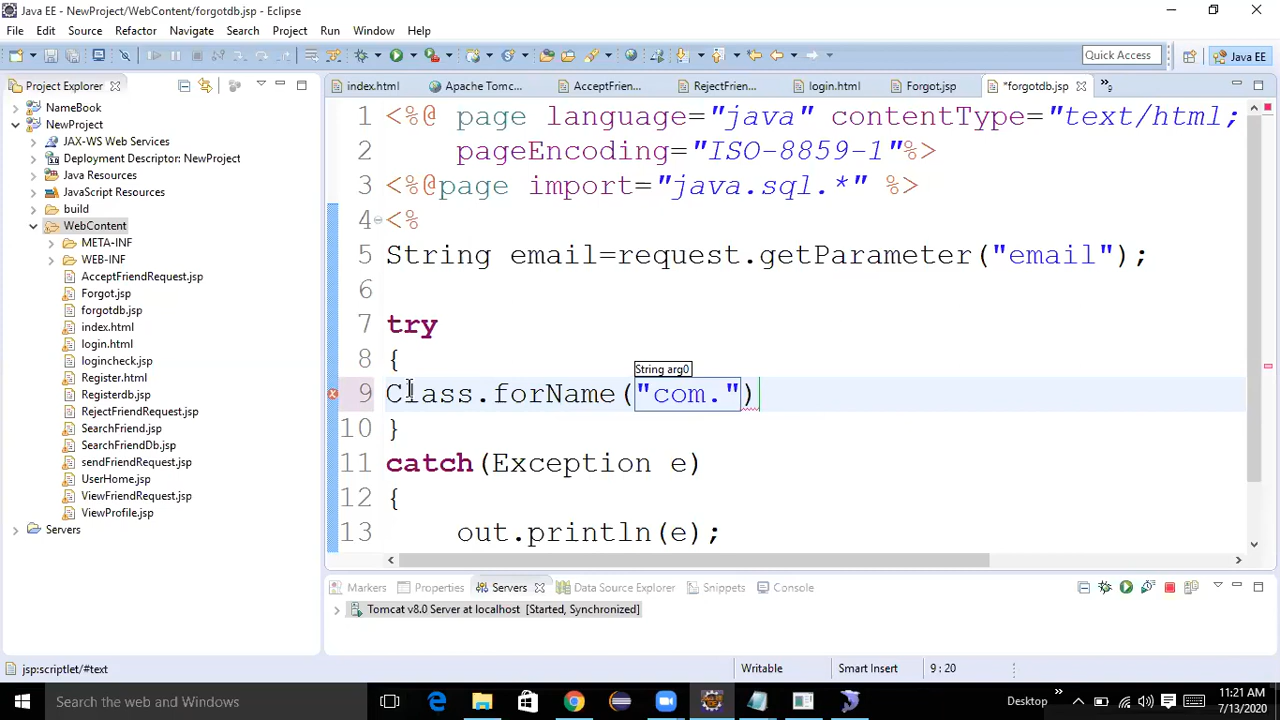 Java EE - NewProject/WebContent/forgotdb.jsp - Eclipse
File Edit Source Refactor Navigate Search Project Run Window Help
Quick Access
Java EE
Project Explorer
NameBook
NewProject
JAX-WS Web Services
Deployment Descriptor: NewProject
Java Resources
JavaScript Resources
build
WebContent
META-INF
WEB-INF
AcceptFriendRequest.jsp
Forgot.jsp
forgotdb.jsp
index.html
login.html
logincheck.jsp
Register.html
Registerdb.jsp
RejectFriendRequest.jsp
SearchFriend.jsp
SearchFriendDb.jsp
sendFriendRequest.jsp
UserHome.jsp
ViewFriendRequest.jsp
ViewProfile.jsp
Servers
index.html Apache Tomc... AcceptFrien... RejectFrien... login.html Forgot.jsp *forgotdb.jsp
1 <%@ page language="java" contentType="text/html;
2 pageEncoding="ISO-8859-1"%>
3 <%@page import="java.sql.*" %>
4 <%
5 String email=request.getParameter("email");
6
7 try
8 {
String arg0
9 Class.forName("com.")
10 }
11 catch(Exception e)
12 {
13 out.println(e);
Markers Properties Servers Data Source Explorer Snippets Console
Tomcat v8.0 Server at localhost [Started, Synchronized]
jsp:scriptlet/#text
Writable
Smart Insert
9 : 20
Search the web and Windows
Desktop
11:21 AM
7/13/2020